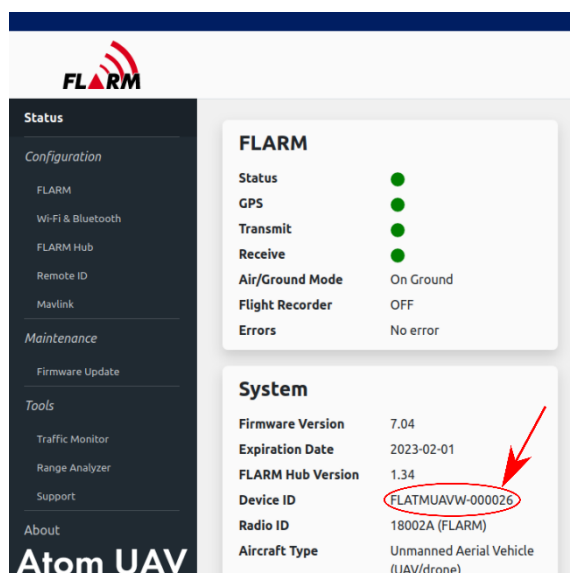 FLARM
Status
Configuration
FLARM
Wi-Fi & Bluetooth
FLARM Hub
Remote ID
Mavlink
Maintenance
Firmware Update
Tools
Traffic Monitor
Range Analyzer
Support
About
Atom UAV
FLARM
Status
GPS
Transmit
Receive
Air/Ground Mode On Ground
Flight Recorder OFF
Errors No error
System
Firmware Version 7.04
Expiration Date 2023-02-01
FLARM Hub Version 1.34
Device ID FLATMUAVW-000026
Radio ID 18002A (FLARM)
Aircraft Type Unmanned Aerial Vehicle
(UAV/drone)